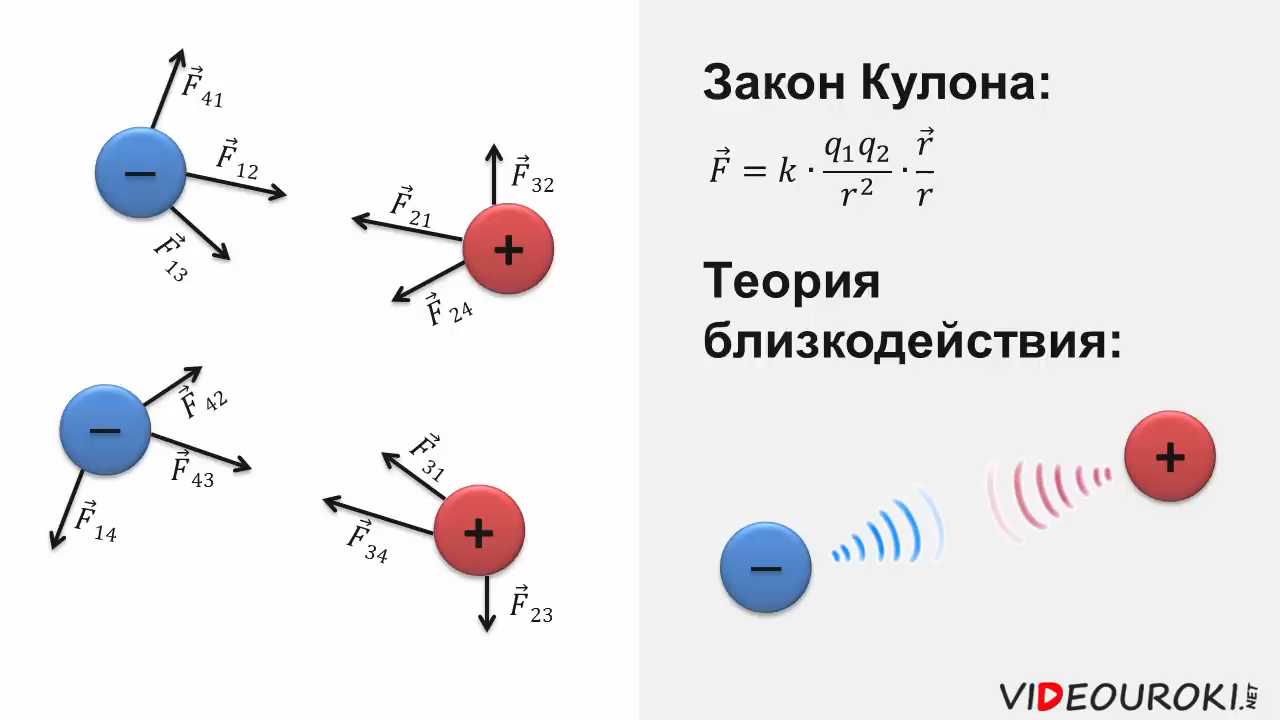 F⃗₄₁
F⃗₁₂
F⃗₁₃
F⃗₃₂
F⃗₂₁
F⃗₂₄
F⃗₄₂
F⃗₄₃
F⃗₁₄
F⃗₃₁
F⃗₃₄
F⃗₂₃
−
+
−
+
Закон Кулона:
F⃗ = k · q₁q₂/r² · r⃗/r
Теория
близкодействия:
+
−
VIDEOUROKI.NET